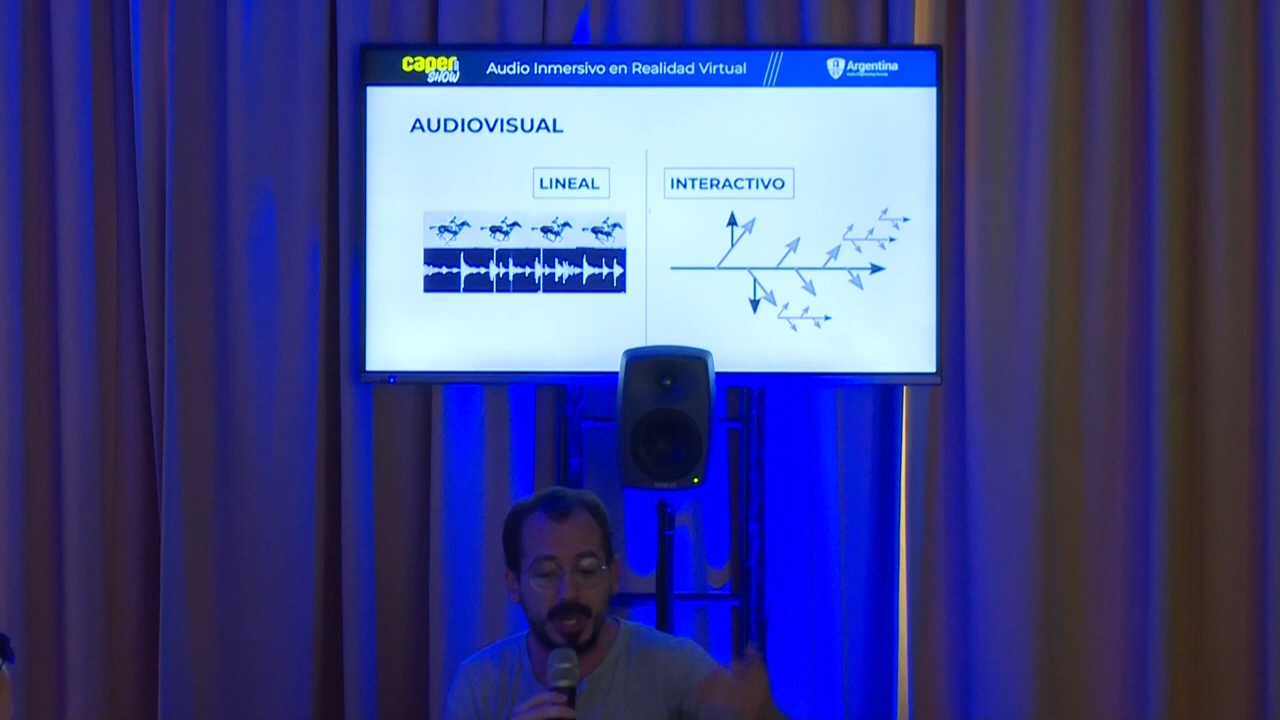 caper
SHOW
Audio Inmersivo en Realidad Virtual
Argentina
AUDIOVISUAL
LINEAL
INTERACTIVO